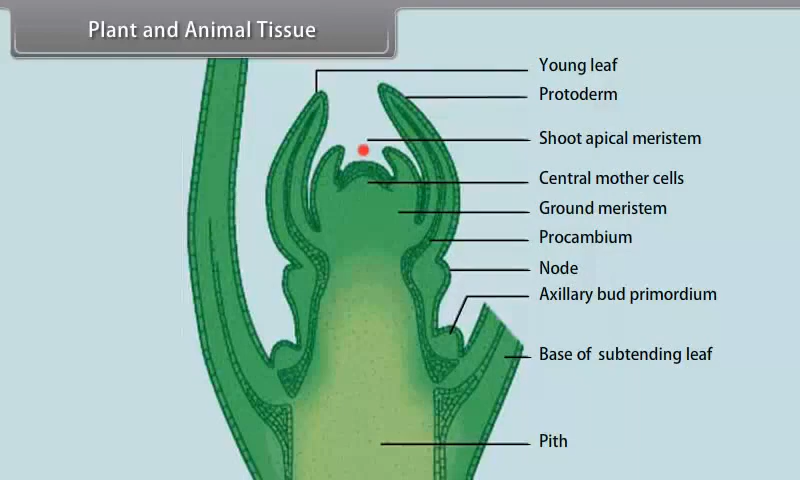 Plant and Animal Tissue
Young leaf
Protoderm
Shoot apical meristem
Central mother cells
Ground meristem
Procambium
Node
Axillary bud primordium
Base of subtending leaf
Pith